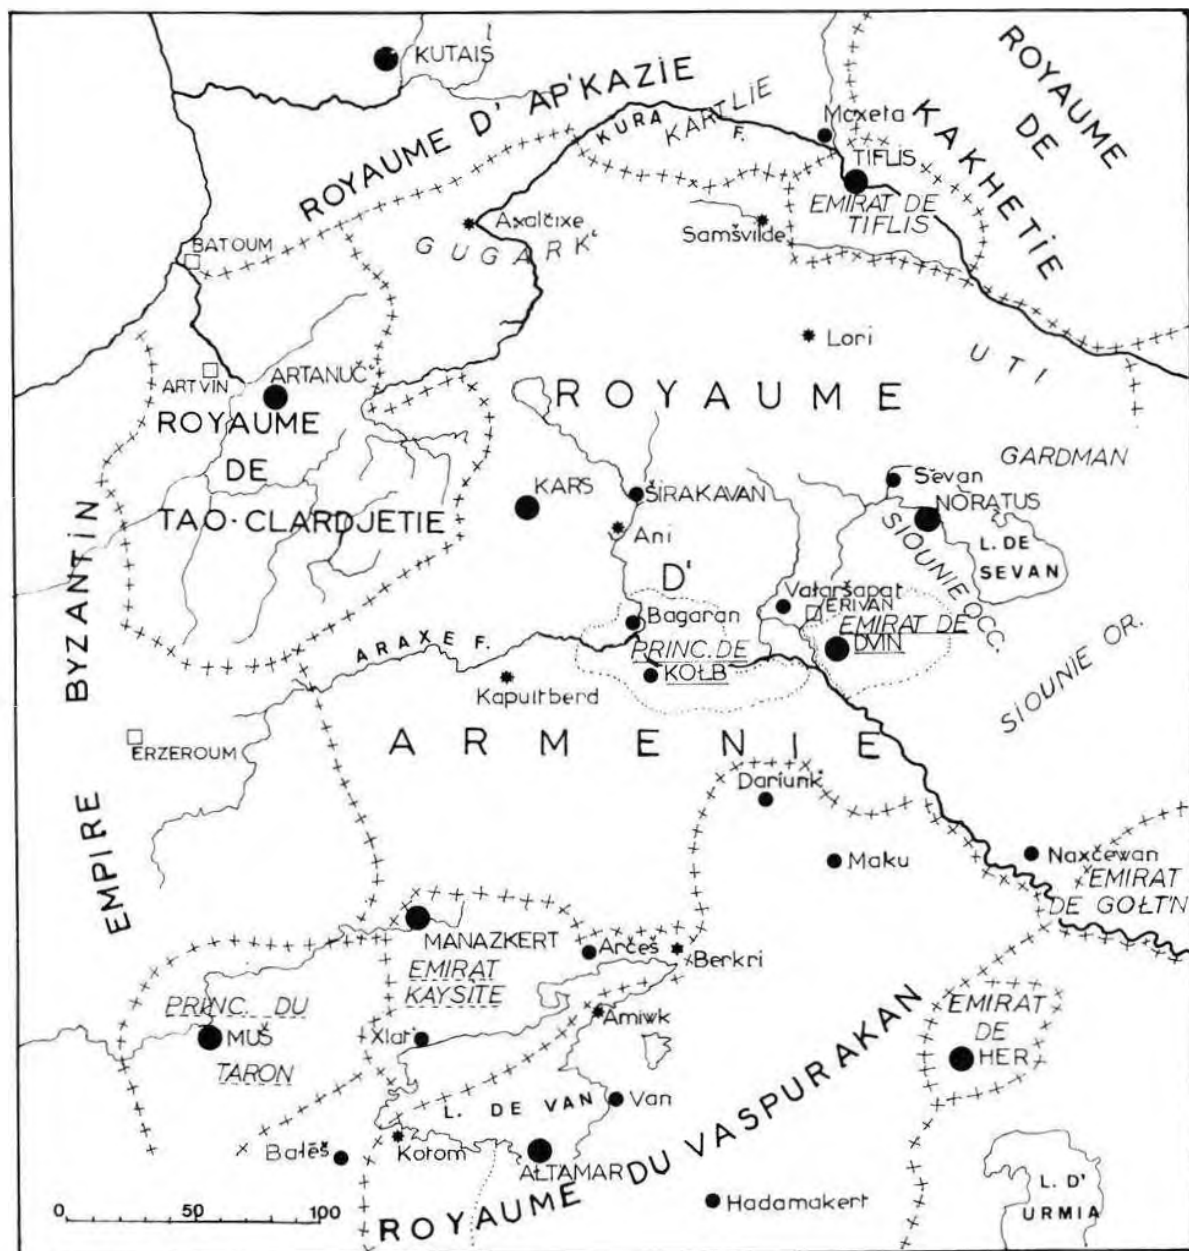 KUTAIS
ROYAUME D' AP'KAZIE
KURA F.
KARTLIE
Mcxeta
TIFLIS
EMIRAT DE
TIFLIS
ROYAUME
DE
KAKHETIE
Axalčixe
GUGARK‘
Samšvilde
BATOUM
Lori
UTI
ARTVIN
ARTANUČ‘
ROYAUME
DE
TAO-CLARDJETIE
ROYAUME
D'
ARMENIE
GARDMAN
Sevan
NORATUS
L. DE
SEVAN
SIOUNIE OCC.
SIOUNIE OR.
KARS
ŠIRAKAVAN
Ani
Bagaran
PRINC. DE
KOŁB
Vałaršapat
ERIVAN
EMIRAT DE
DVIN
ARAXE F.
Kapuitberd
EMPIRE BYZANTIN
ERZEROUM
Dariunk‘
Maku
Naxčewan
EMIRAT
DE GOŁT'N
MANAZKERT
EMIRAT
KAYSITE
Arčeš
Berkri
PRINC. DU
MUŠ
TARON
Xlat‘
Amiwk
EMIRAT
DE
HER
L. DE VAN
Van
Bałēš
Kotom
AŁTAMAR
ROYAUME DU VASPURAKAN
Hadamakert
L. D'
URMIA
0 50 100